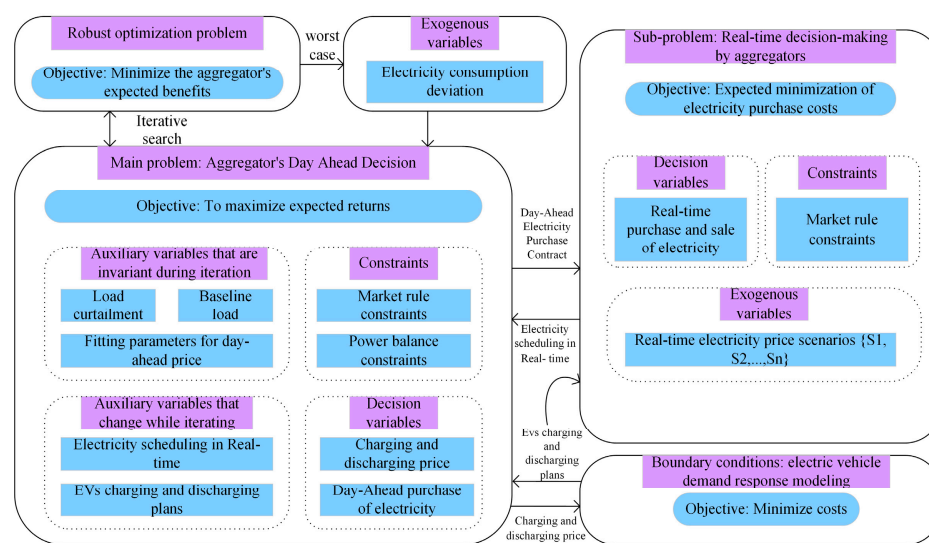 Robust optimization problem
Objective: Minimize the aggregator's
expected benefits
worst
case
Exogenous
variables
Electricity consumption
deviation
Iterative
search
Main problem: Aggregator's Day Ahead Decision
Objective: To maximize expected returns
Auxiliary variables that are
invariant during iteration
Load
curtailment
Baseline
load
Fitting parameters for day-
ahead price
Constraints
Market rule
constraints
Power balance
constraints
Auxiliary variables that
change while iterating
Electricity scheduling in Real-
time
EVs charging and discharging
plans
Decision
variables
Charging and
discharging price
Day-Ahead purchase
of electricity
Day-Ahead
Electricity
Purchase
Contract
Electricity
scheduling
in Real- time
Evs charging
and
discharging
plans
Charging and
discharging price
Sub-problem: Real-time decision-making
by aggregators
Objective: Expected minimization of
electricity purchase costs
Decision
variables
Real-time
purchase and sale
of electricity
Constraints
Market rule
constraints
Exogenous
variables
Real-time electricity price scenarios {S1,
S2,...,Sn}
Boundary conditions: electric vehicle
demand response modeling
Objective: Minimize costs